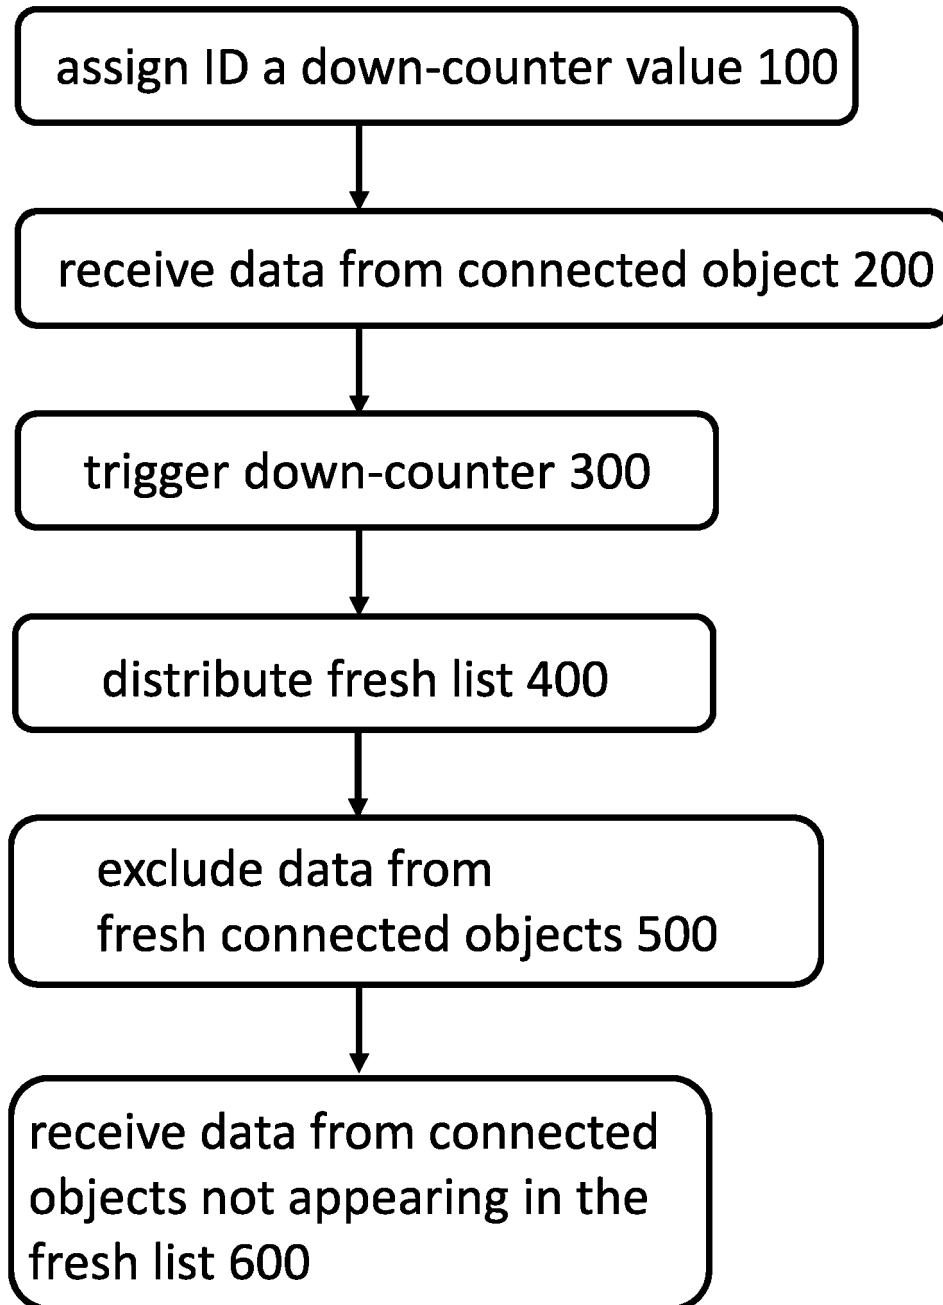 assign ID a down-counter value 100
receive data from connected object 200
trigger down-counter 300
distribute fresh list 400
exclude data from
fresh connected objects 500
receive data from connected
objects not appearing in the
fresh list 600